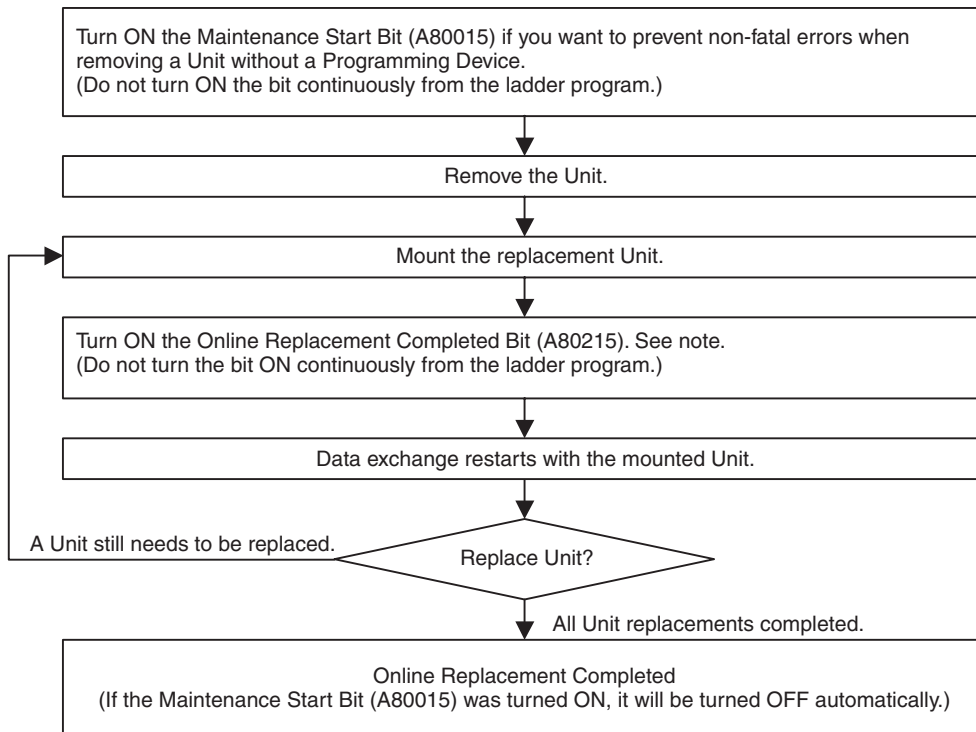 Turn ON the Maintenance Start Bit (A80015) if you want to prevent non-fatal errors when
removing a Unit without a Programming Device.
(Do not turn ON the bit continuously from the ladder program.)
Remove the Unit.
Mount the replacement Unit.
Turn ON the Online Replacement Completed Bit (A80215). See note.
(Do not turn the bit ON continuously from the ladder program.)
Data exchange restarts with the mounted Unit.
A Unit still needs to be replaced.
Replace Unit?
All Unit replacements completed.
Online Replacement Completed
(If the Maintenance Start Bit (A80015) was turned ON, it will be turned OFF automatically.)